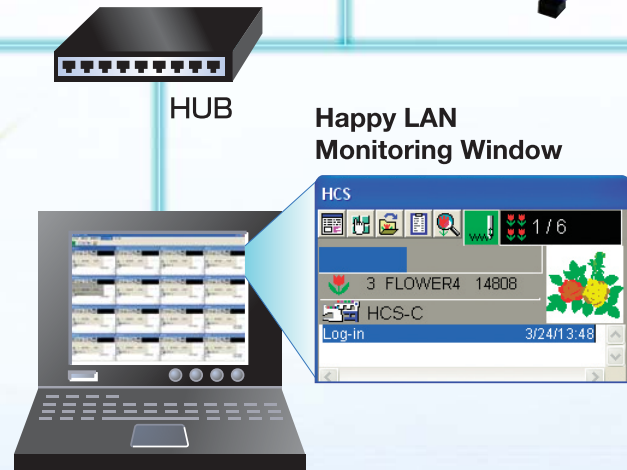 HUB
Happy LAN
Monitoring Window
HCS
1/6
3 FLOWER4 14808
HCS-C
Log-in 3/24/13:48